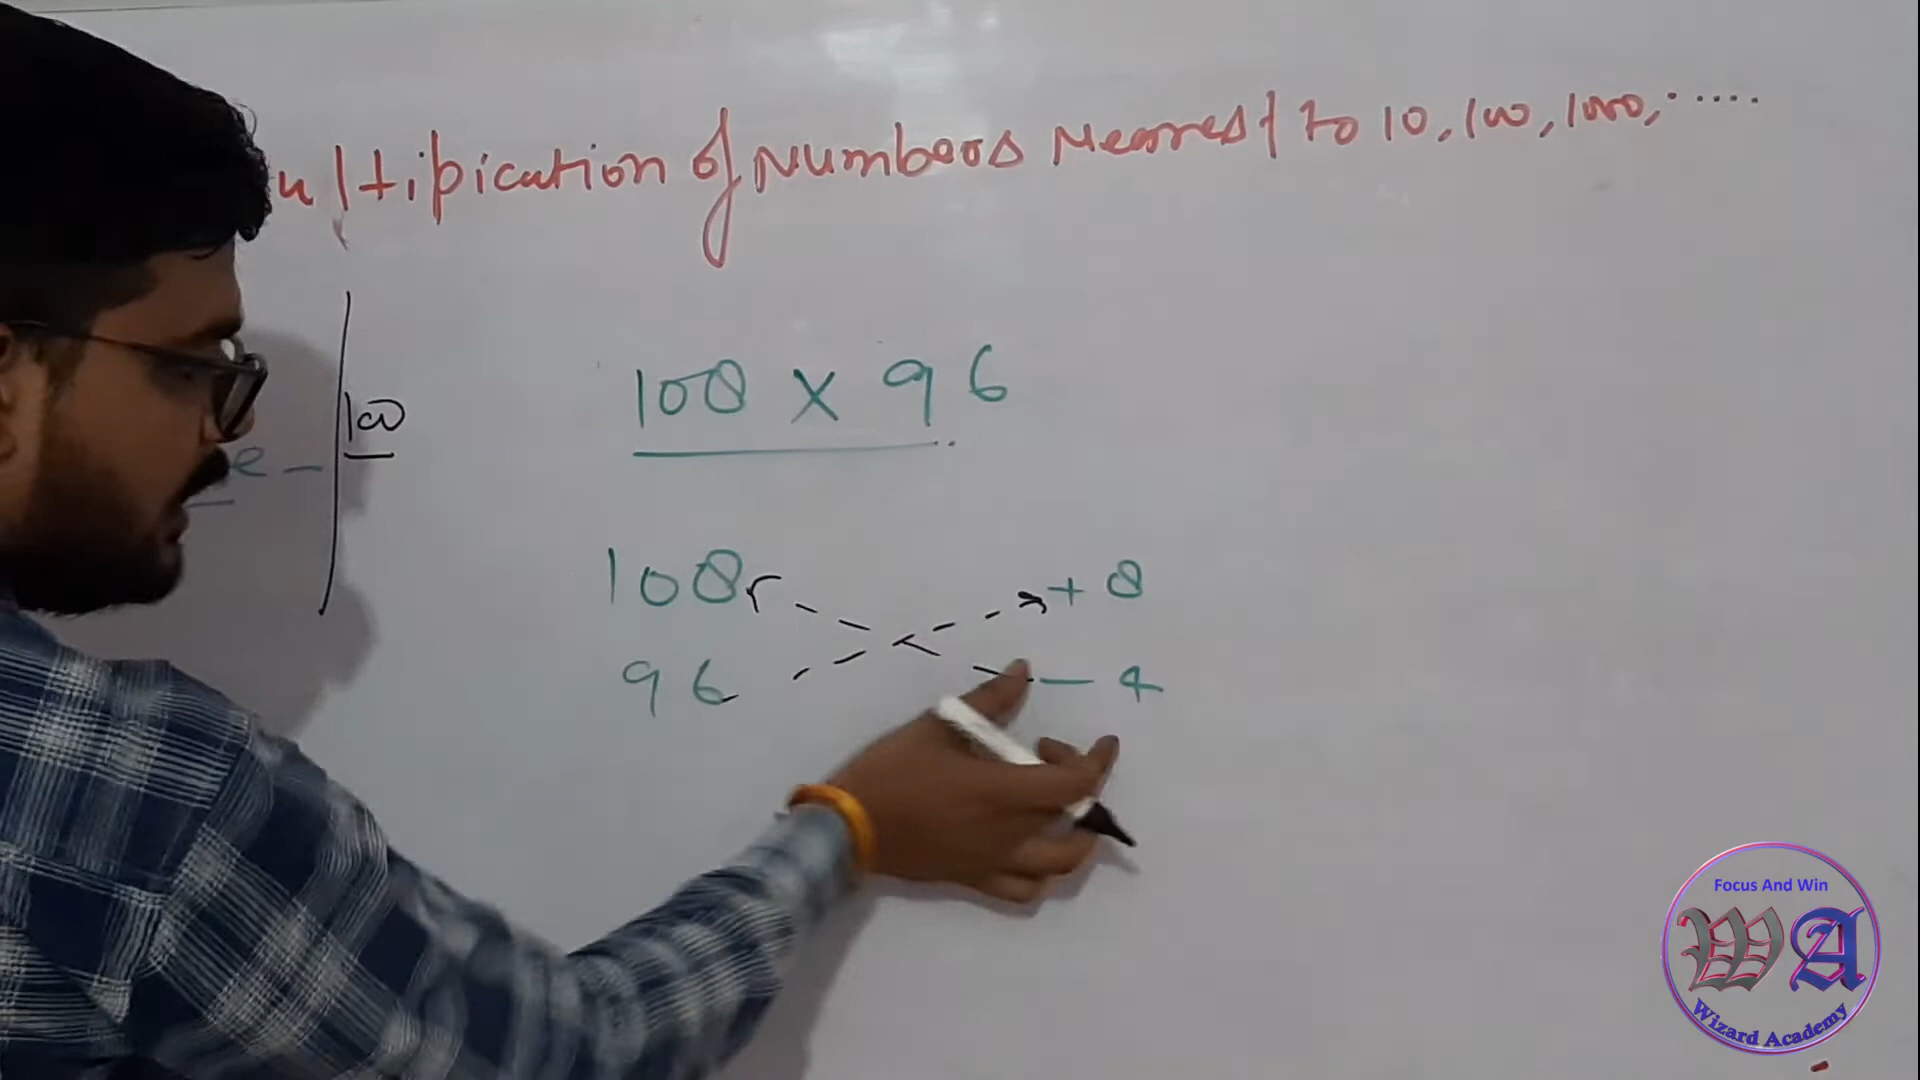 ultipication of Numbers Nearest to 10, 100, 1000, .....
e - | 100
108 x 96
108 + 8
96 - 4
Focus And Win
WA
Wizard Academy